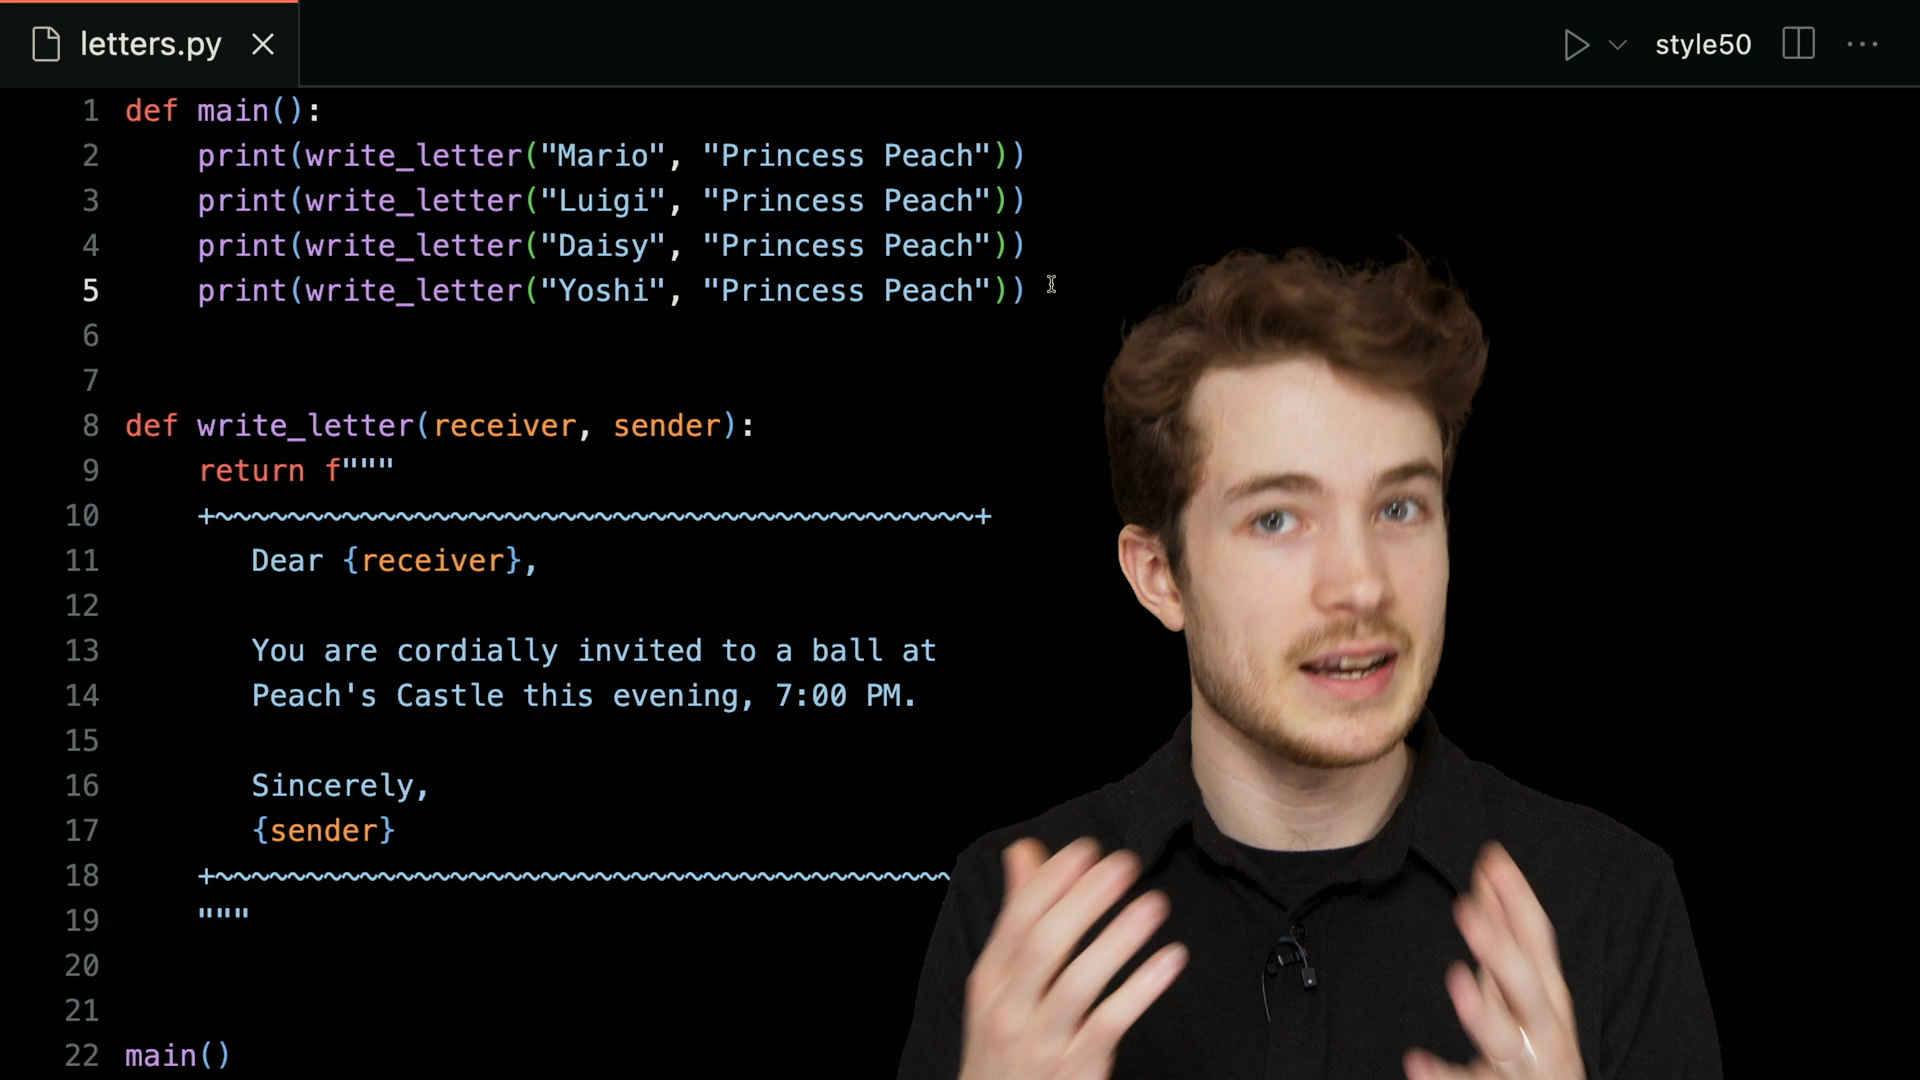 letters.py
style50
1 def main():
2     print(write_letter("Mario", "Princess Peach"))
3     print(write_letter("Luigi", "Princess Peach"))
4     print(write_letter("Daisy", "Princess Peach"))
5     print(write_letter("Yoshi", "Princess Peach"))
6
7
8 def write_letter(receiver, sender):
9     return f"""
10     +~~~~~~~~~~~~~~~~~~~~~~~~~~~~~~~~~~~~~~~~~~+
11        Dear {receiver},
12
13        You are cordially invited to a ball at
14        Peach's Castle this evening, 7:00 PM.
15
16        Sincerely,
17        {sender}
18     +~~~~~~~~~~~~~~~~~~~~~~~~~~~~~~~~~~~~~~~~~
19     """
20
21
22 main()